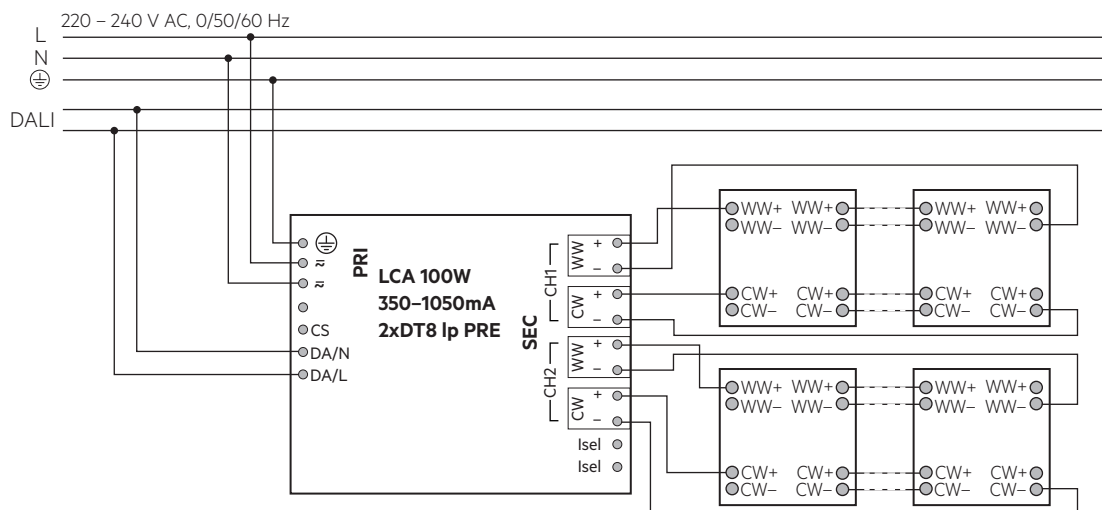 220 – 240 V AC, 0/50/60 Hz
L
N
DALI
PRI
LCA 100W
350–1050mA
2xDT8 lp PRE
SEC
≂
≂
CS
DA/N
DA/L
CH1
WW + –
CW + –
CH2
WW + –
CW + –
Isel
Isel
WW+ WW+ WW+ WW+
WW– WW– WW– WW–
CW+ CW+ CW+ CW+
CW– CW– CW– CW–
WW+ WW+ WW+ WW+
WW– WW– WW– WW–
CW+ CW+ CW+ CW+
CW– CW– CW– CW–